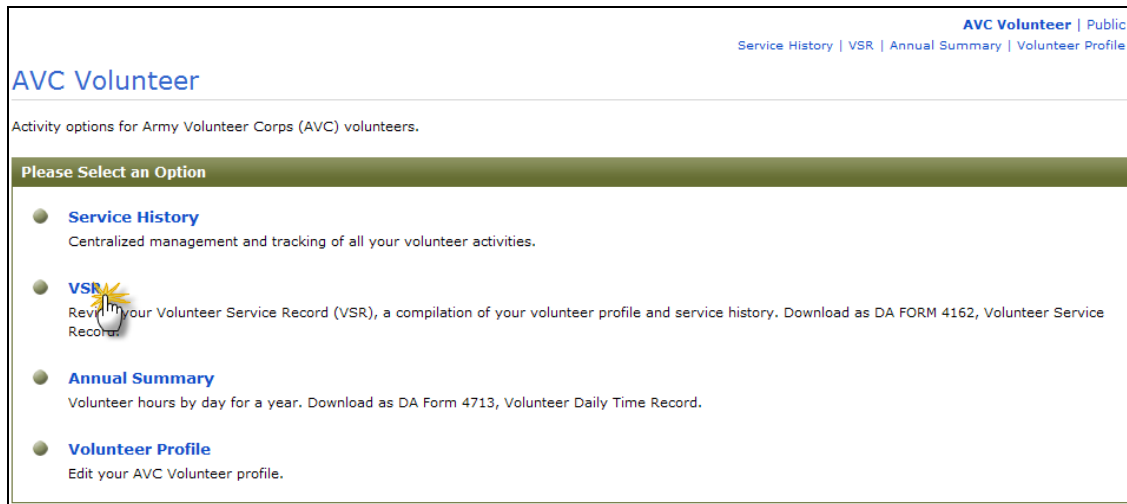 AVC Volunteer | Public
Service History | VSR | Annual Summary | Volunteer Profile
AVC Volunteer
Activity options for Army Volunteer Corps (AVC) volunteers.
Please Select an Option
Service History
Centralized management and tracking of all your volunteer activities.
VSR
Review your Volunteer Service Record (VSR), a compilation of your volunteer profile and service history. Download as DA FORM 4162, Volunteer Service
Record.
Annual Summary
Volunteer hours by day for a year. Download as DA Form 4713, Volunteer Daily Time Record.
Volunteer Profile
Edit your AVC Volunteer profile.